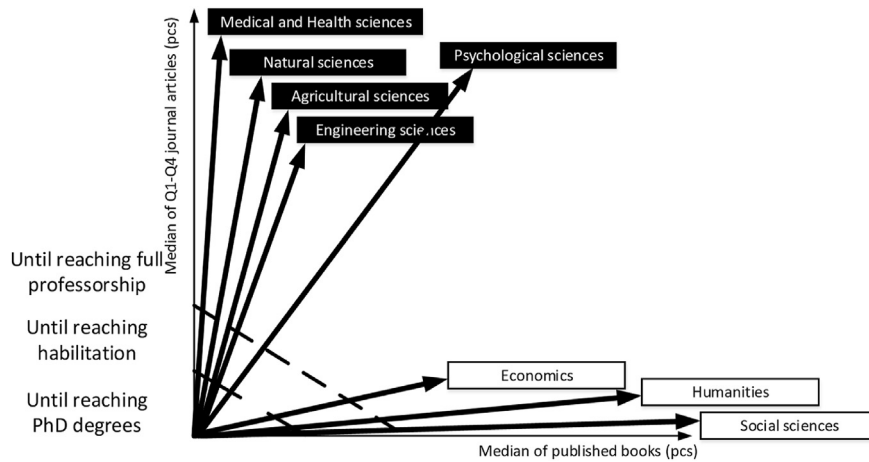 Medical and Health sciences
Natural sciences
Psychological sciences
Agricultural sciences
Engineering sciences
Median of Q1-Q4 journal articles (pcs)
Until reaching full
professorship
Until reaching
habilitation
Until reaching
PhD degrees
Economics
Humanities
Social sciences
Median of published books (pcs)